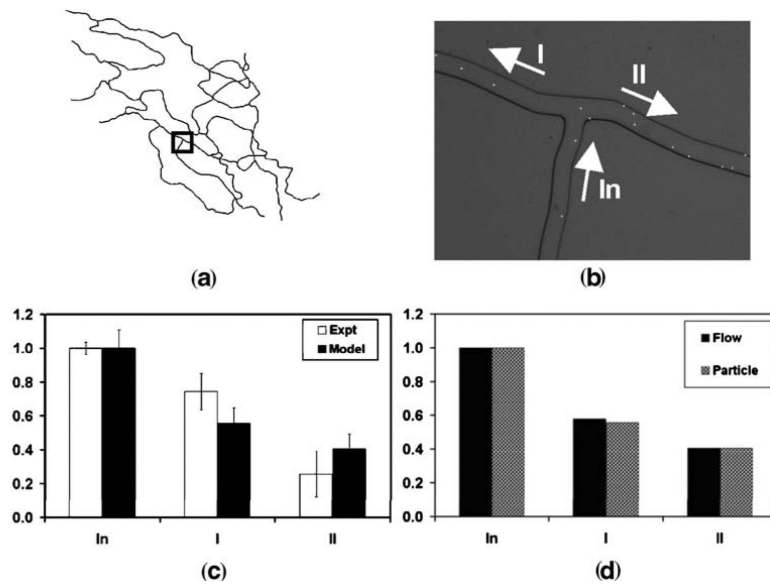 I
II
In
(a)
(b)
1.2
1.0
0.8
0.6
0.4
0.2
0.0
Expt
Model
In
I
II
(c)
1.2
1.0
0.8
0.6
0.4
0.2
0.0
Flow
Particle
In
I
II
(d)